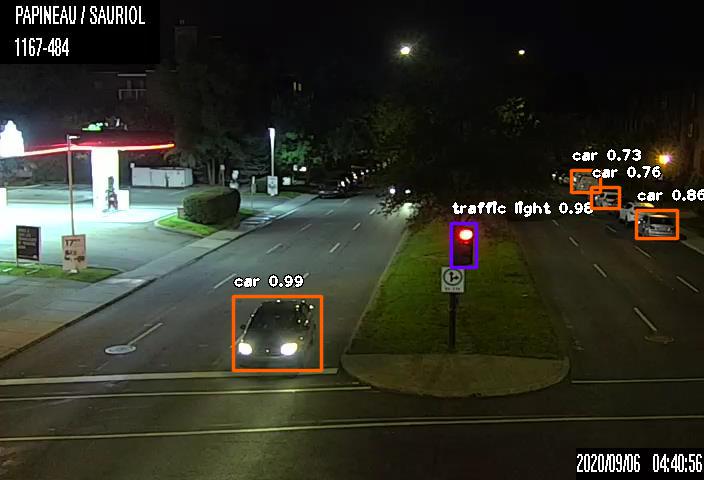 PAPINEAU / SAURIOL
1167-484
car 0.73
car 0.76
car 0.86
traffic light 0.98
car 0.99
17
2020/09/06 04:40:56